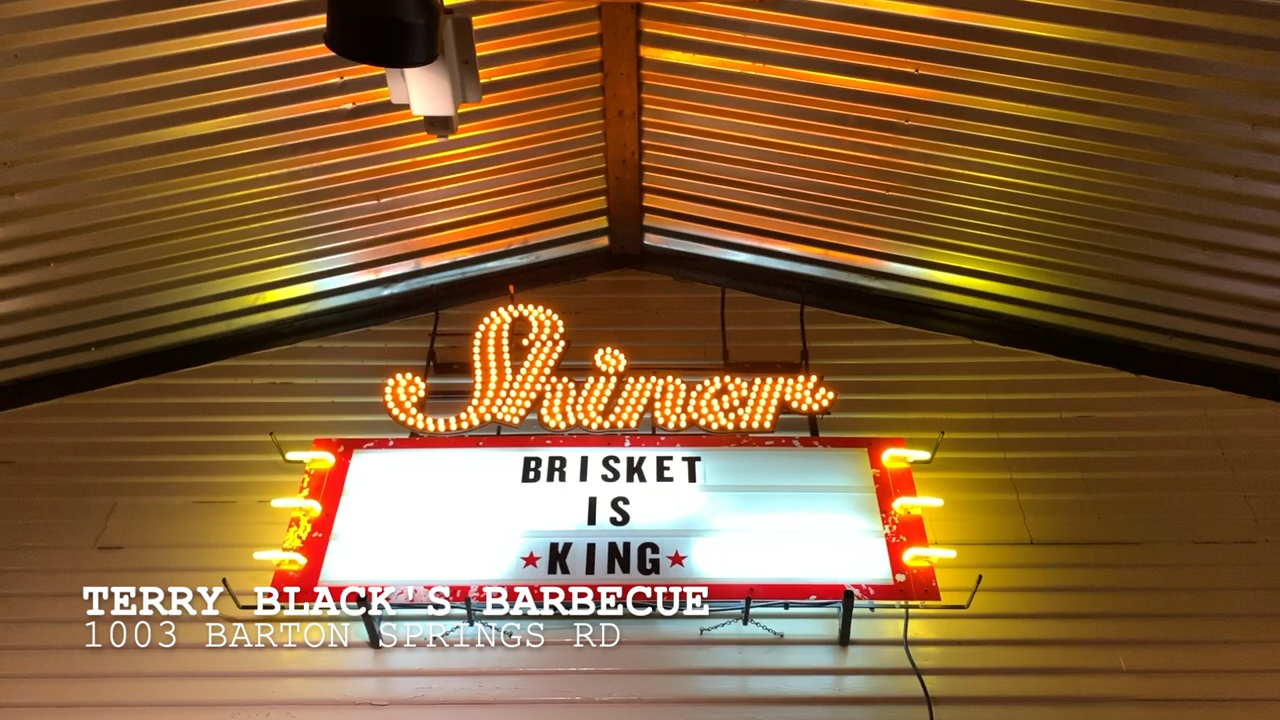 Shiner
BRISKET
IS
★KING★
TERRY BLACK'S BARBECUE
1003 BARTON SPRINGS RD